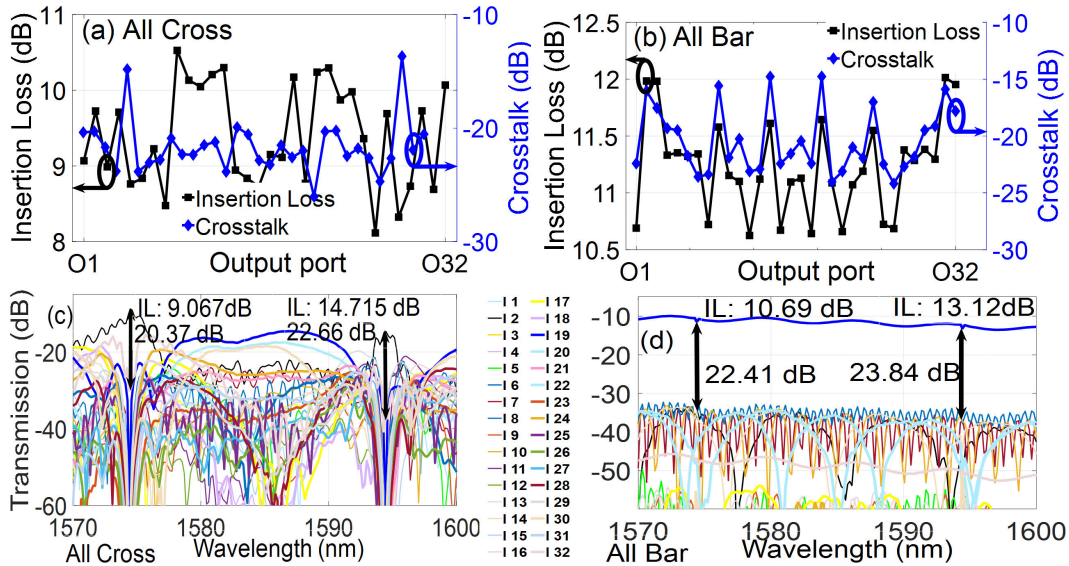 (a) All Cross
Insertion Loss (dB)
11
10
9
8
Insertion Loss
Crosstalk
O1
Output port
O32
-10
-20
-30
Crosstalk (dB)
(b) All Bar
Insertion Loss (dB)
12.5
12
11.5
11
10.5
Insertion Loss
Crosstalk
O1
Output port
O32
-10
-15
-20
-25
-30
Crosstalk (dB)
(c)
Transmission (dB)
-20
-40
-60
IL: 9.067dB
20.37 dB
IL: 14.715 dB
22.66 dB
1570
1580
1590
1600
All Cross
Wavelength (nm)
I 1
I 2
I 3
I 4
I 5
I 6
I 7
I 8
I 9
I 10
I 11
I 12
I 13
I 14
I 15
I 16
I 17
I 18
I 19
I 20
I 21
I 22
I 23
I 24
I 25
I 26
I 27
I 28
I 29
I 30
I 31
I 32
(d)
-10
-20
-30
-40
-50
IL: 10.69 dB
22.41 dB
IL: 13.12dB
23.84 dB
1570
1580
1590
1600
All Bar
Wavelength (nm)